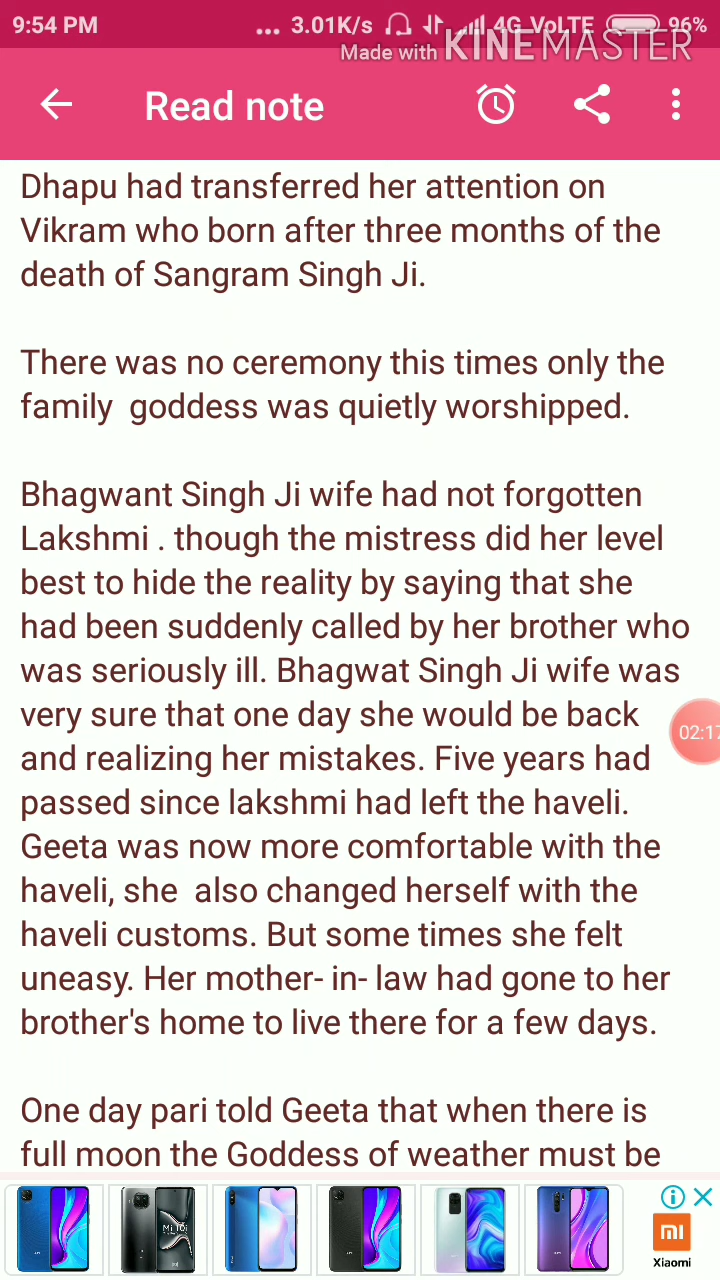 9:54 PM ... 3.01K/s 4G VoLTE 96%
Made with KINEMASTER
Read note
Dhapu had transferred her attention on
Vikram who born after three months of the
death of Sangram Singh Ji.
There was no ceremony this times only the
family  goddess was quietly worshipped.
Bhagwant Singh Ji wife had not forgotten
Lakshmi . though the mistress did her level
best to hide the reality by saying that she
had been suddenly called by her brother who
was seriously ill. Bhagwat Singh Ji wife was
very sure that one day she would be back
and realizing her mistakes. Five years had
02:17
passed since lakshmi had left the haveli.
Geeta was now more comfortable with the
haveli, she  also changed herself with the
haveli customs. But some times she felt
uneasy. Her mother- in- law had gone to her
brother's home to live there for a few days.
One day pari told Geeta that when there is
full moon the Goddess of weather must be
Mi 10i
mi
Xiaomi